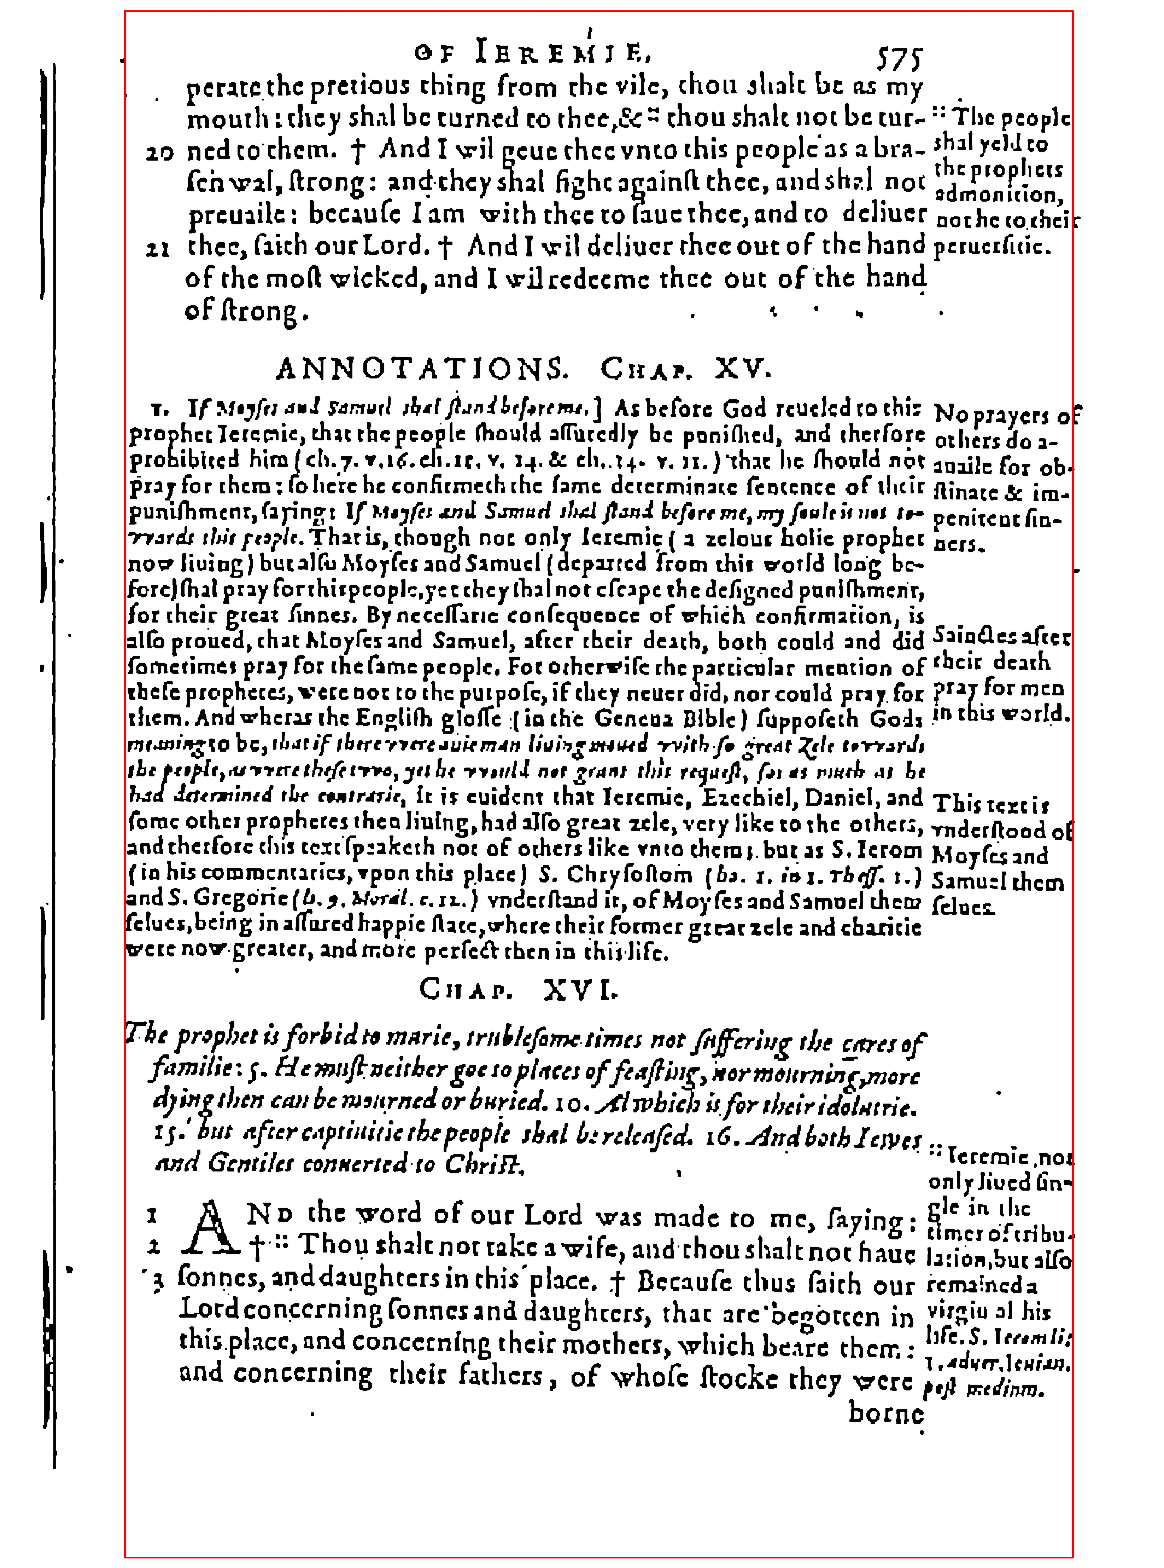 OF IEREMIE. 575
perate the pretious thing from the vile, thou shalt be as my
mouth: they shal be turned to thee, & :: thou shalt not be tur-
20 ned to them. † And I wil geue thee vnto this people as a bra-
ſen wal, ſtrong: and they shal fight againſt thee, and shal not
preuaile: becauſe I am with thee to ſaue thee, and to deliuer
21 thee, ſaith our Lord. † And I wil deliuer thee out of the hand
of the moſt wicked, and I wil redeeme thee out of the hand
of ſtrong.
:: The people
shal yeld to
the prophets
admonition,
not he to their
peruerſitie.
ANNOTATIONS. CHAP. XV.
1. If Moyſes and Samuel shal ſtand before me.] As before God reueled to this
prophet Ieremie, that the people ſhould aſſuredly be poniſhed, and therfore
prohibited him (ch. 7. v. 16. ch. 11. v. 14. & ch. 14. v. 11.) that he ſhould not
pray for them: ſo here he confirmeth the ſame determinate ſentence of their
puniſhment, ſaying: If Moyſes and Samuel shal ſtand before me, my ſoule is not to-
wards this people. That is, though not only Ieremie (a zelous holie prophet
now liuing) but alſo Moyſes and Samuel (departed from this world long be-
fore) ſhal pray for this people, yet they ſhal not eſcape the deſigned puniſhment,
for their great ſinnes. By neceſſarie conſequence of which confirmation, is
alſo proued, that Moyſes and Samuel, after their death, both could and did
ſometimes pray for the ſame people. For otherwiſe the particular mention of
theſe prophetes, were not to the purpoſe, if they neuer did, nor could pray for
them. And wheras the Engliſh gloſſe (in the Geneua Bible) ſuppoſeth Gods
meaning to be, that if there were anie man liuing moued with ſo great zele towards
the people, as were theſe two, yet he would not grant this requeſt, for as much as he
had determined the contrarie, It is euident that Ieremie, Ezechiel, Daniel, and
ſome other prophetes then liuing, had alſo great zele, very like to the others,
and therfore this text ſpeaketh not of others like vnto them; but as S. Ierom
(in his commentaries, vpon this place) S. Chryſoſtom (ho. 1. in 1. Theſſ. 1.)
and S. Gregorie (li. 9. Moral. c. 12.) vnderſtand it, of Moyſes and Samuel them
ſelues, being in aſſured happie ſtate, where their former great zele and charitie
were now greater, and more perfect then in this life.
No prayers of
others do a-
uaile for ob-
ſtinate & im-
penitent ſin-
ners.
Sainctes after
their death
pray for men
in this world.
This text is
vnderſtood of
Moyſes and
Samuel them
ſelues.
CHAP. XVI.
The prophet is forbid to marie, trubleſome times not ſuffering the cares of
familie: 5. He muſt neither goe to places of feaſting, nor mourning, more
dying then can be mourned or buried. 10. Al which is for their idolatrie.
15. but after captiuitie the people shal be releaſed. 16. And both Iewes
and Gentiles conuerted to Chriſt.
1 AND the word of our Lord was made to me, ſaying:
2 † :: Thou shalt not take a wife, and thou shalt not haue
3 ſonnes, and daughters in this place. † Becauſe thus ſaith our
Lord concerning ſonnes and daughters, that are begotten in
this place, and concerning their mothers, which beare them:
and concerning their fathers, of whoſe ſtocke they were
borne
:: Ieremie not
only liued ſin-
gle in the
times of tribu-
lation, but alſo
remained a
virgin al his
life. S. Ierom li:
1. aduer. Iouian.
poſt medium.